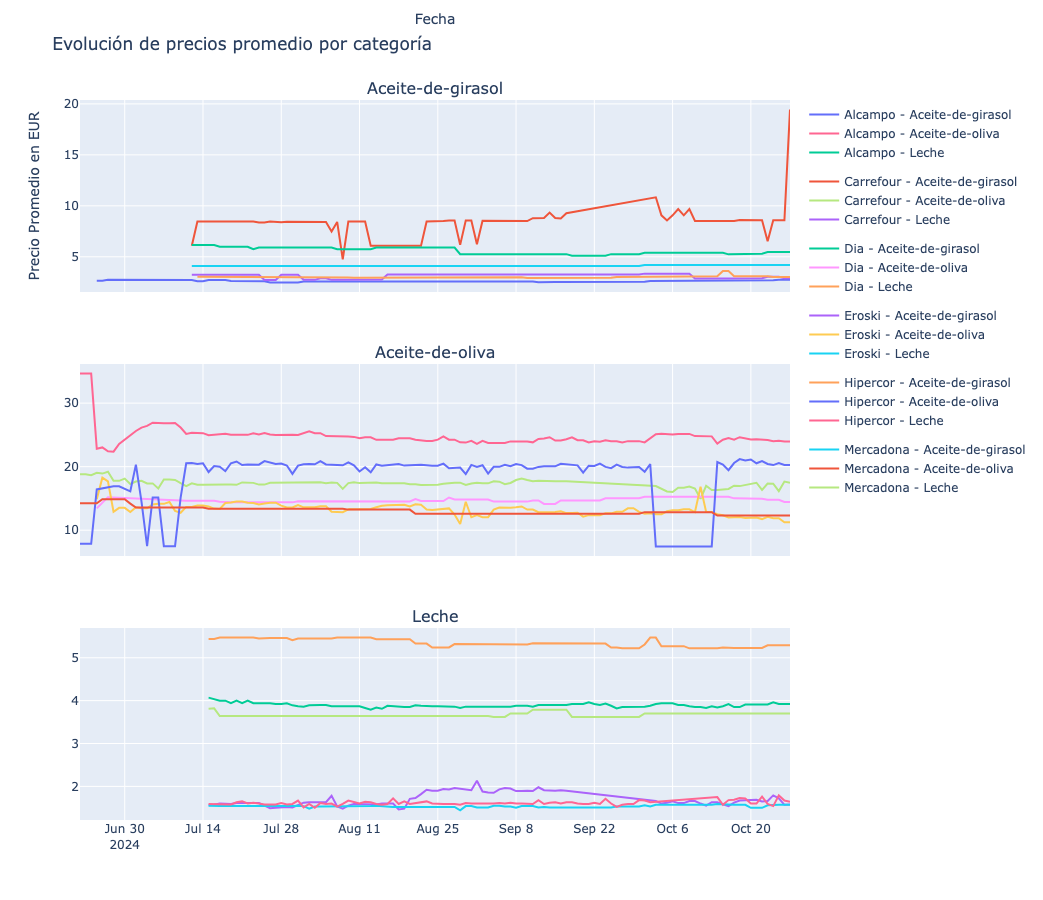 Fecha
Evolución de precios promedio por categoría
Aceite-de-girasol
Precio Promedio en EUR
20
15
10
5
Aceite-de-oliva
30
20
10
Leche
5
4
3
2
Jun 30
2024
Jul 14
Jul 28
Aug 11
Aug 25
Sep 8
Sep 22
Oct 6
Oct 20
Alcampo - Aceite-de-girasol
Alcampo - Aceite-de-oliva
Alcampo - Leche
Carrefour - Aceite-de-girasol
Carrefour - Aceite-de-oliva
Carrefour - Leche
Dia - Aceite-de-girasol
Dia - Aceite-de-oliva
Dia - Leche
Eroski - Aceite-de-girasol
Eroski - Aceite-de-oliva
Eroski - Leche
Hipercor - Aceite-de-girasol
Hipercor - Aceite-de-oliva
Hipercor - Leche
Mercadona - Aceite-de-girasol
Mercadona - Aceite-de-oliva
Mercadona - Leche